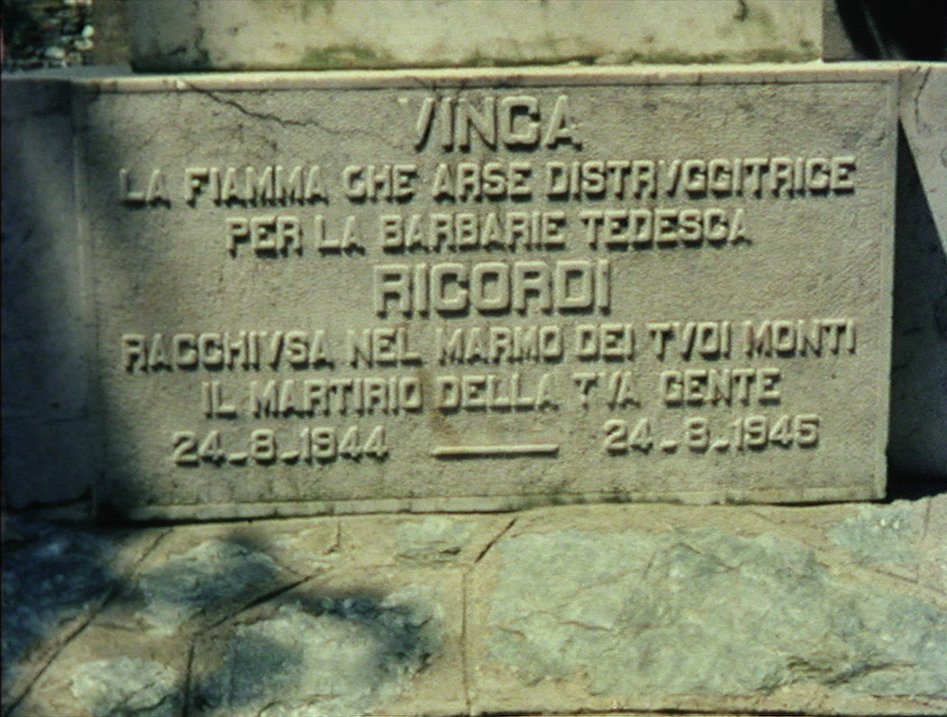 VINCA
LA FIAMMA CHE ARSE DISTRVGGITRICE
PER LA BARBARIE TEDESCA
RICORDI
RACCHIVSA NEL MARMO DEI TVOI MONTI
IL MARTIRIO DELLA TVA GENTE
24-8-1944 — 24-8-1945